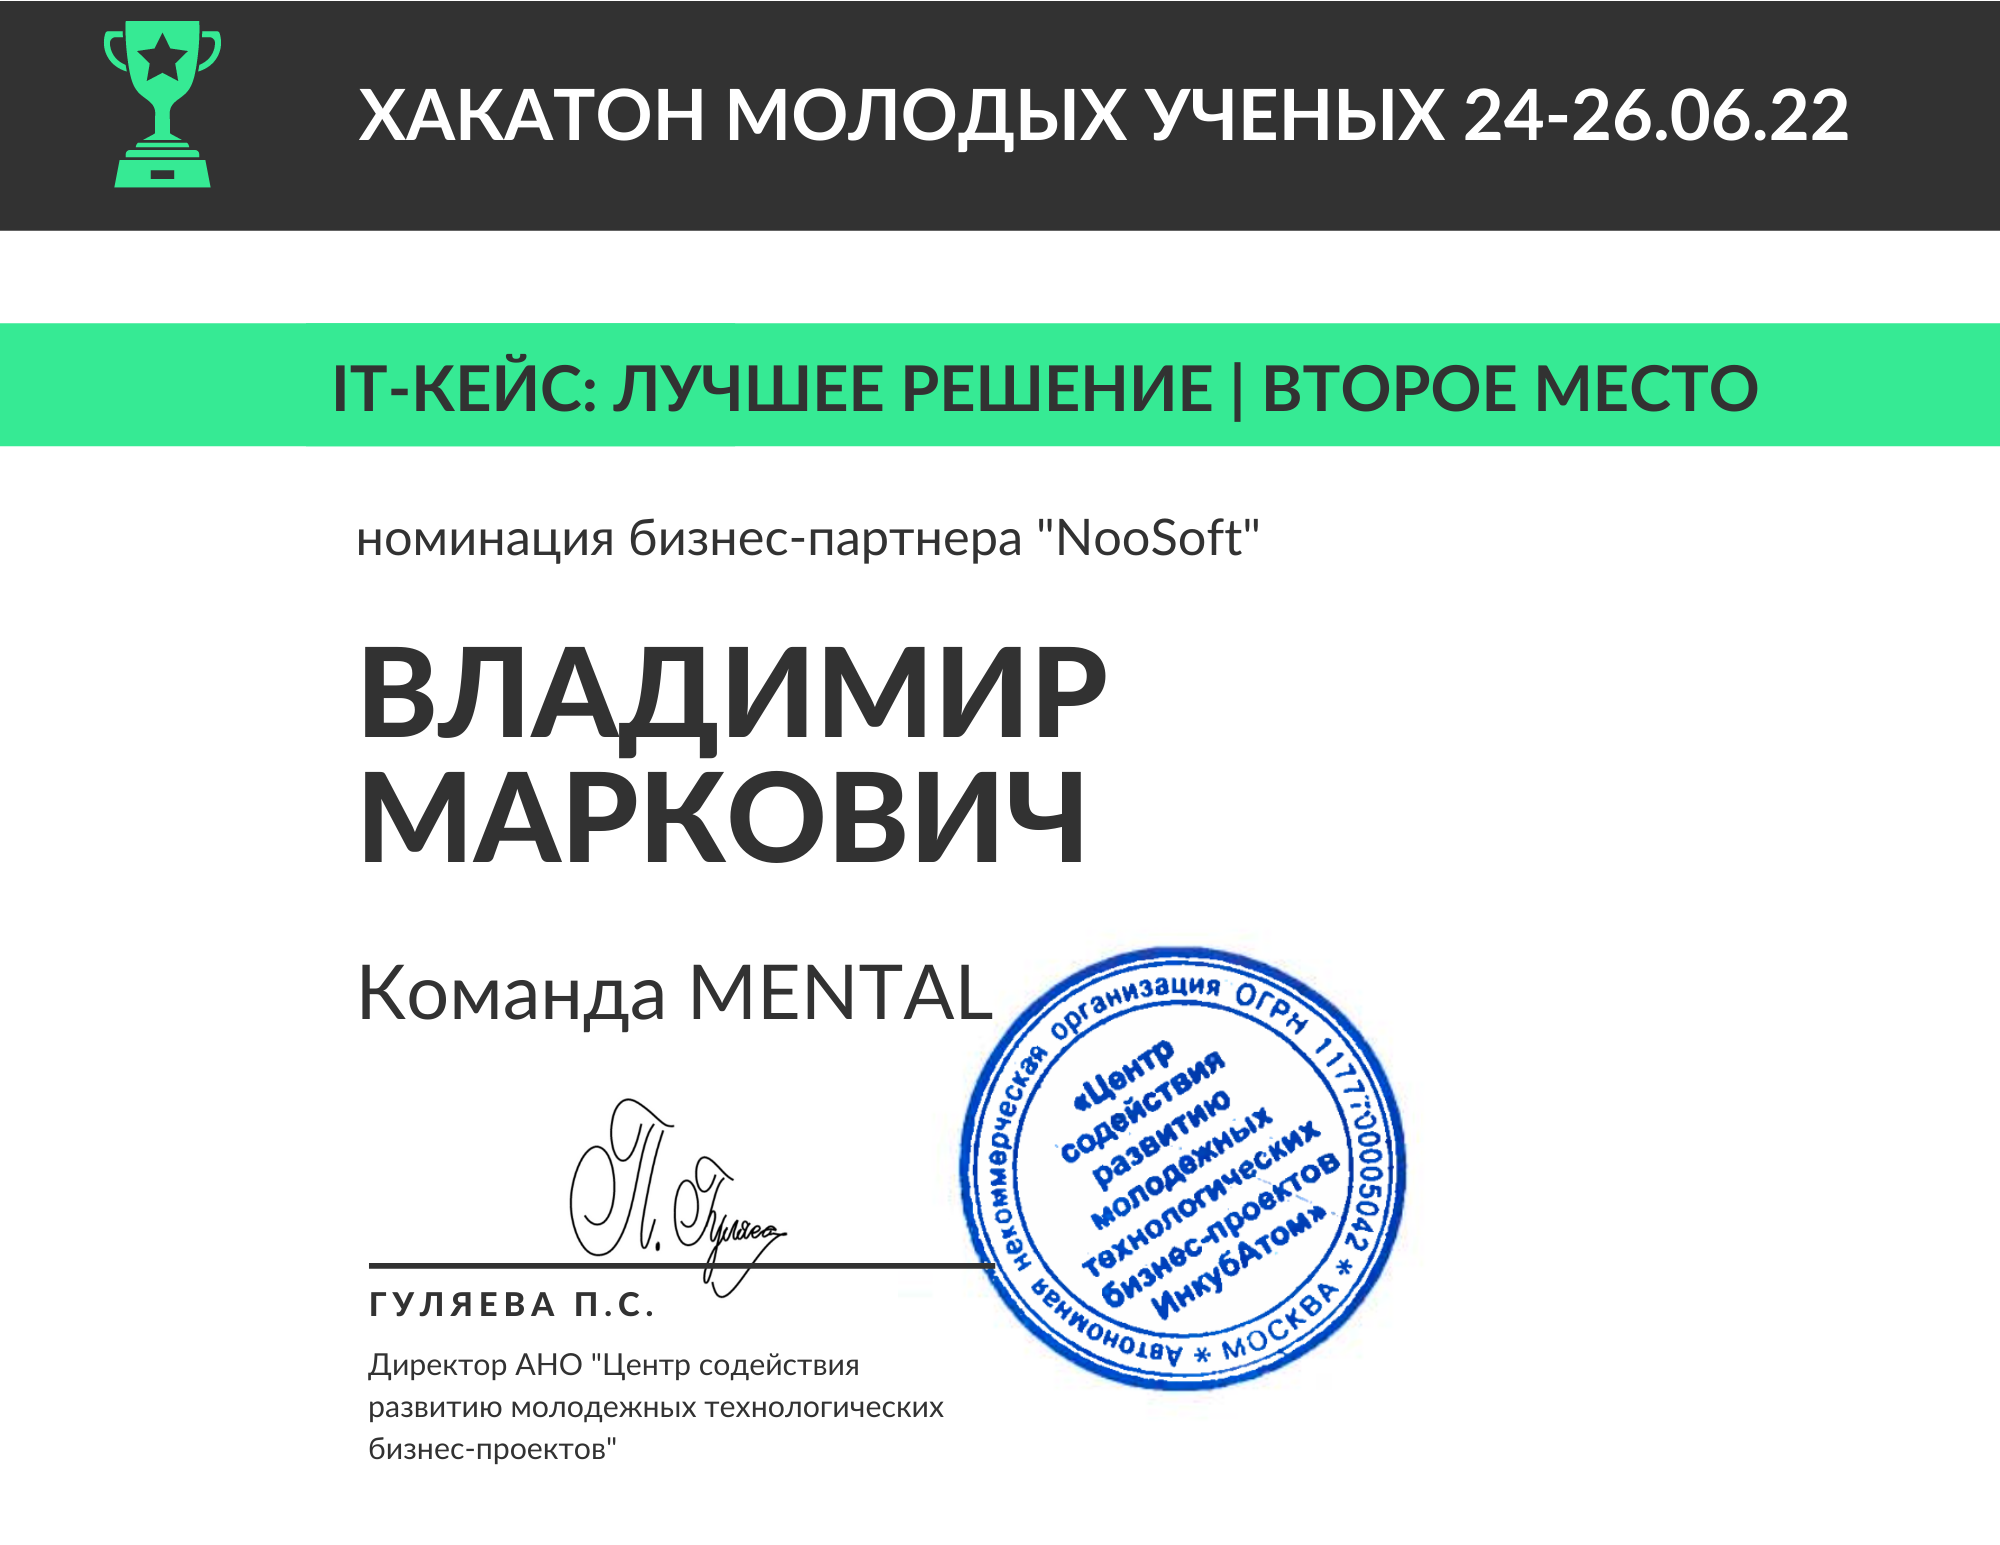 ХАКАТОН МОЛОДЫХ УЧЕНЫХ 24-26.06.22
IT-КЕЙС: ЛУЧШЕЕ РЕШЕНИЕ | ВТОРОЕ МЕСТО
номинация бизнес-партнера "NooSoft"
ВЛАДИМИР
МАРКОВИЧ
Команда MENTAL
Автономная некоммерческая организация ОГРН 1177700005042 * МОСКВА *
«Центр
содействия
развитию
молодежных
технологических
бизнес-проектов
ИнкубАтом»
П. Гуляева
ГУЛЯЕВА П.С.
Директор АНО "Центр содействия
развитию молодежных технологических
бизнес-проектов"